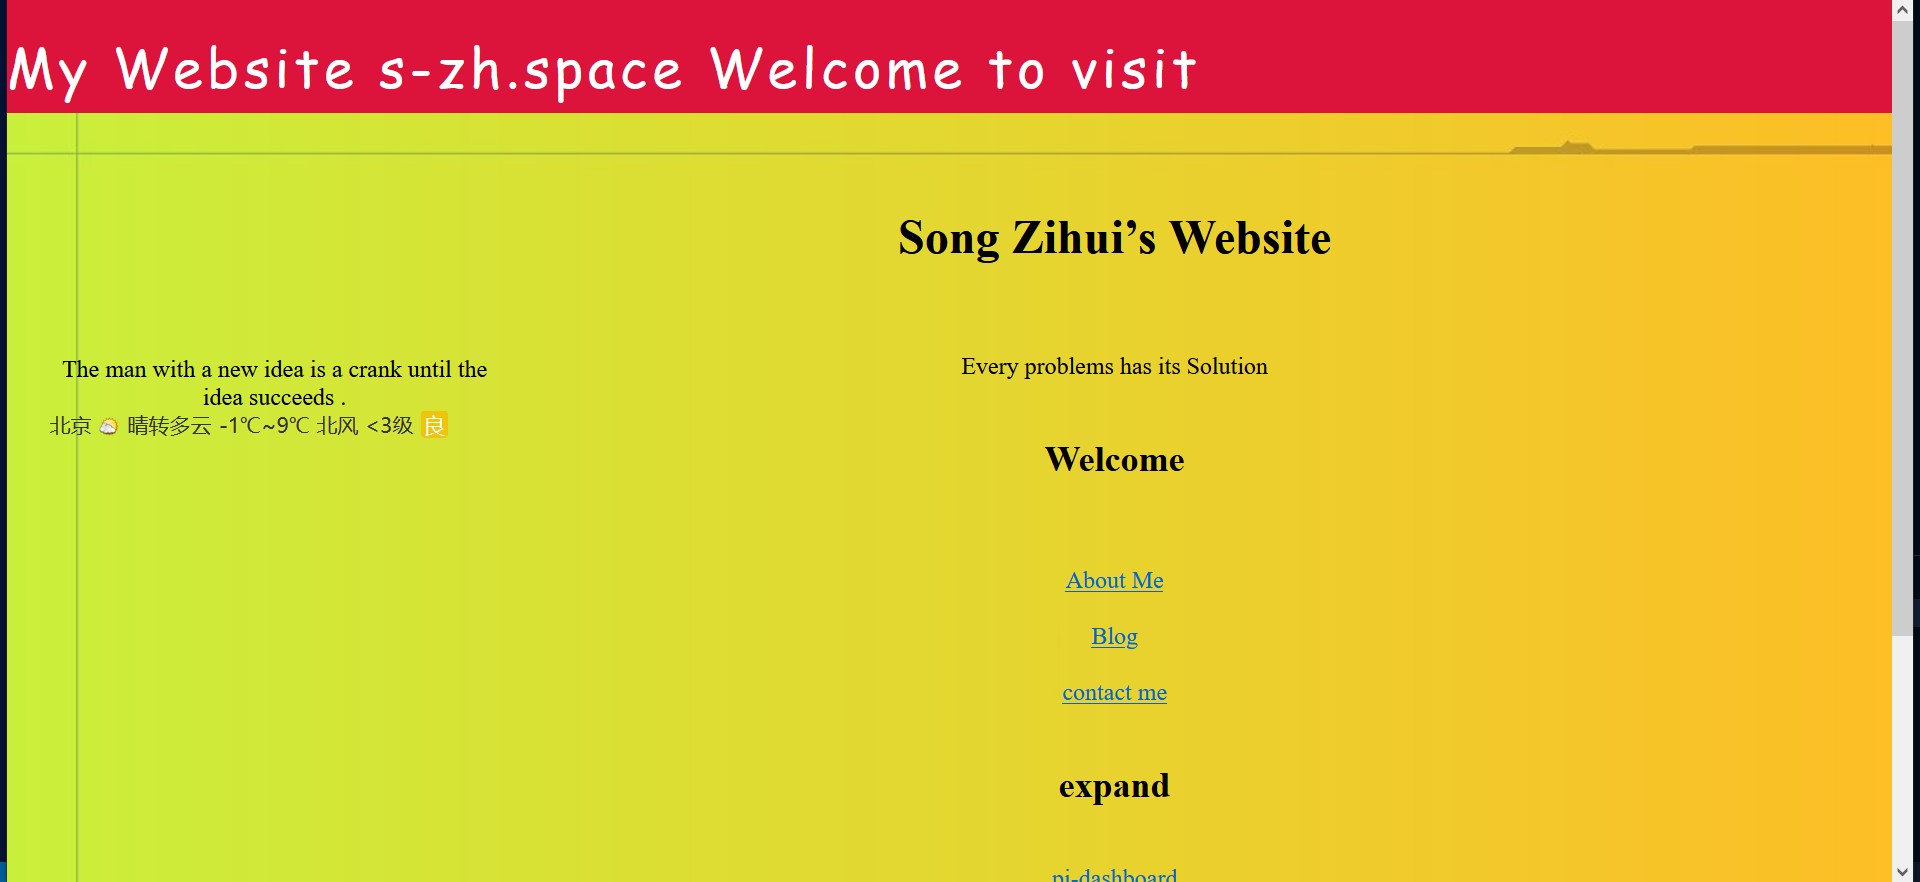 My Website s-zh.space Welcome to visit
Song Zihui’s Website
The man with a new idea is a crank until the
idea succeeds .
北京 晴转多云 -1℃~9℃ 北风 <3级 良
Every problems has its Solution
Welcome
About Me
Blog
contact me
expand
pi-dashboard